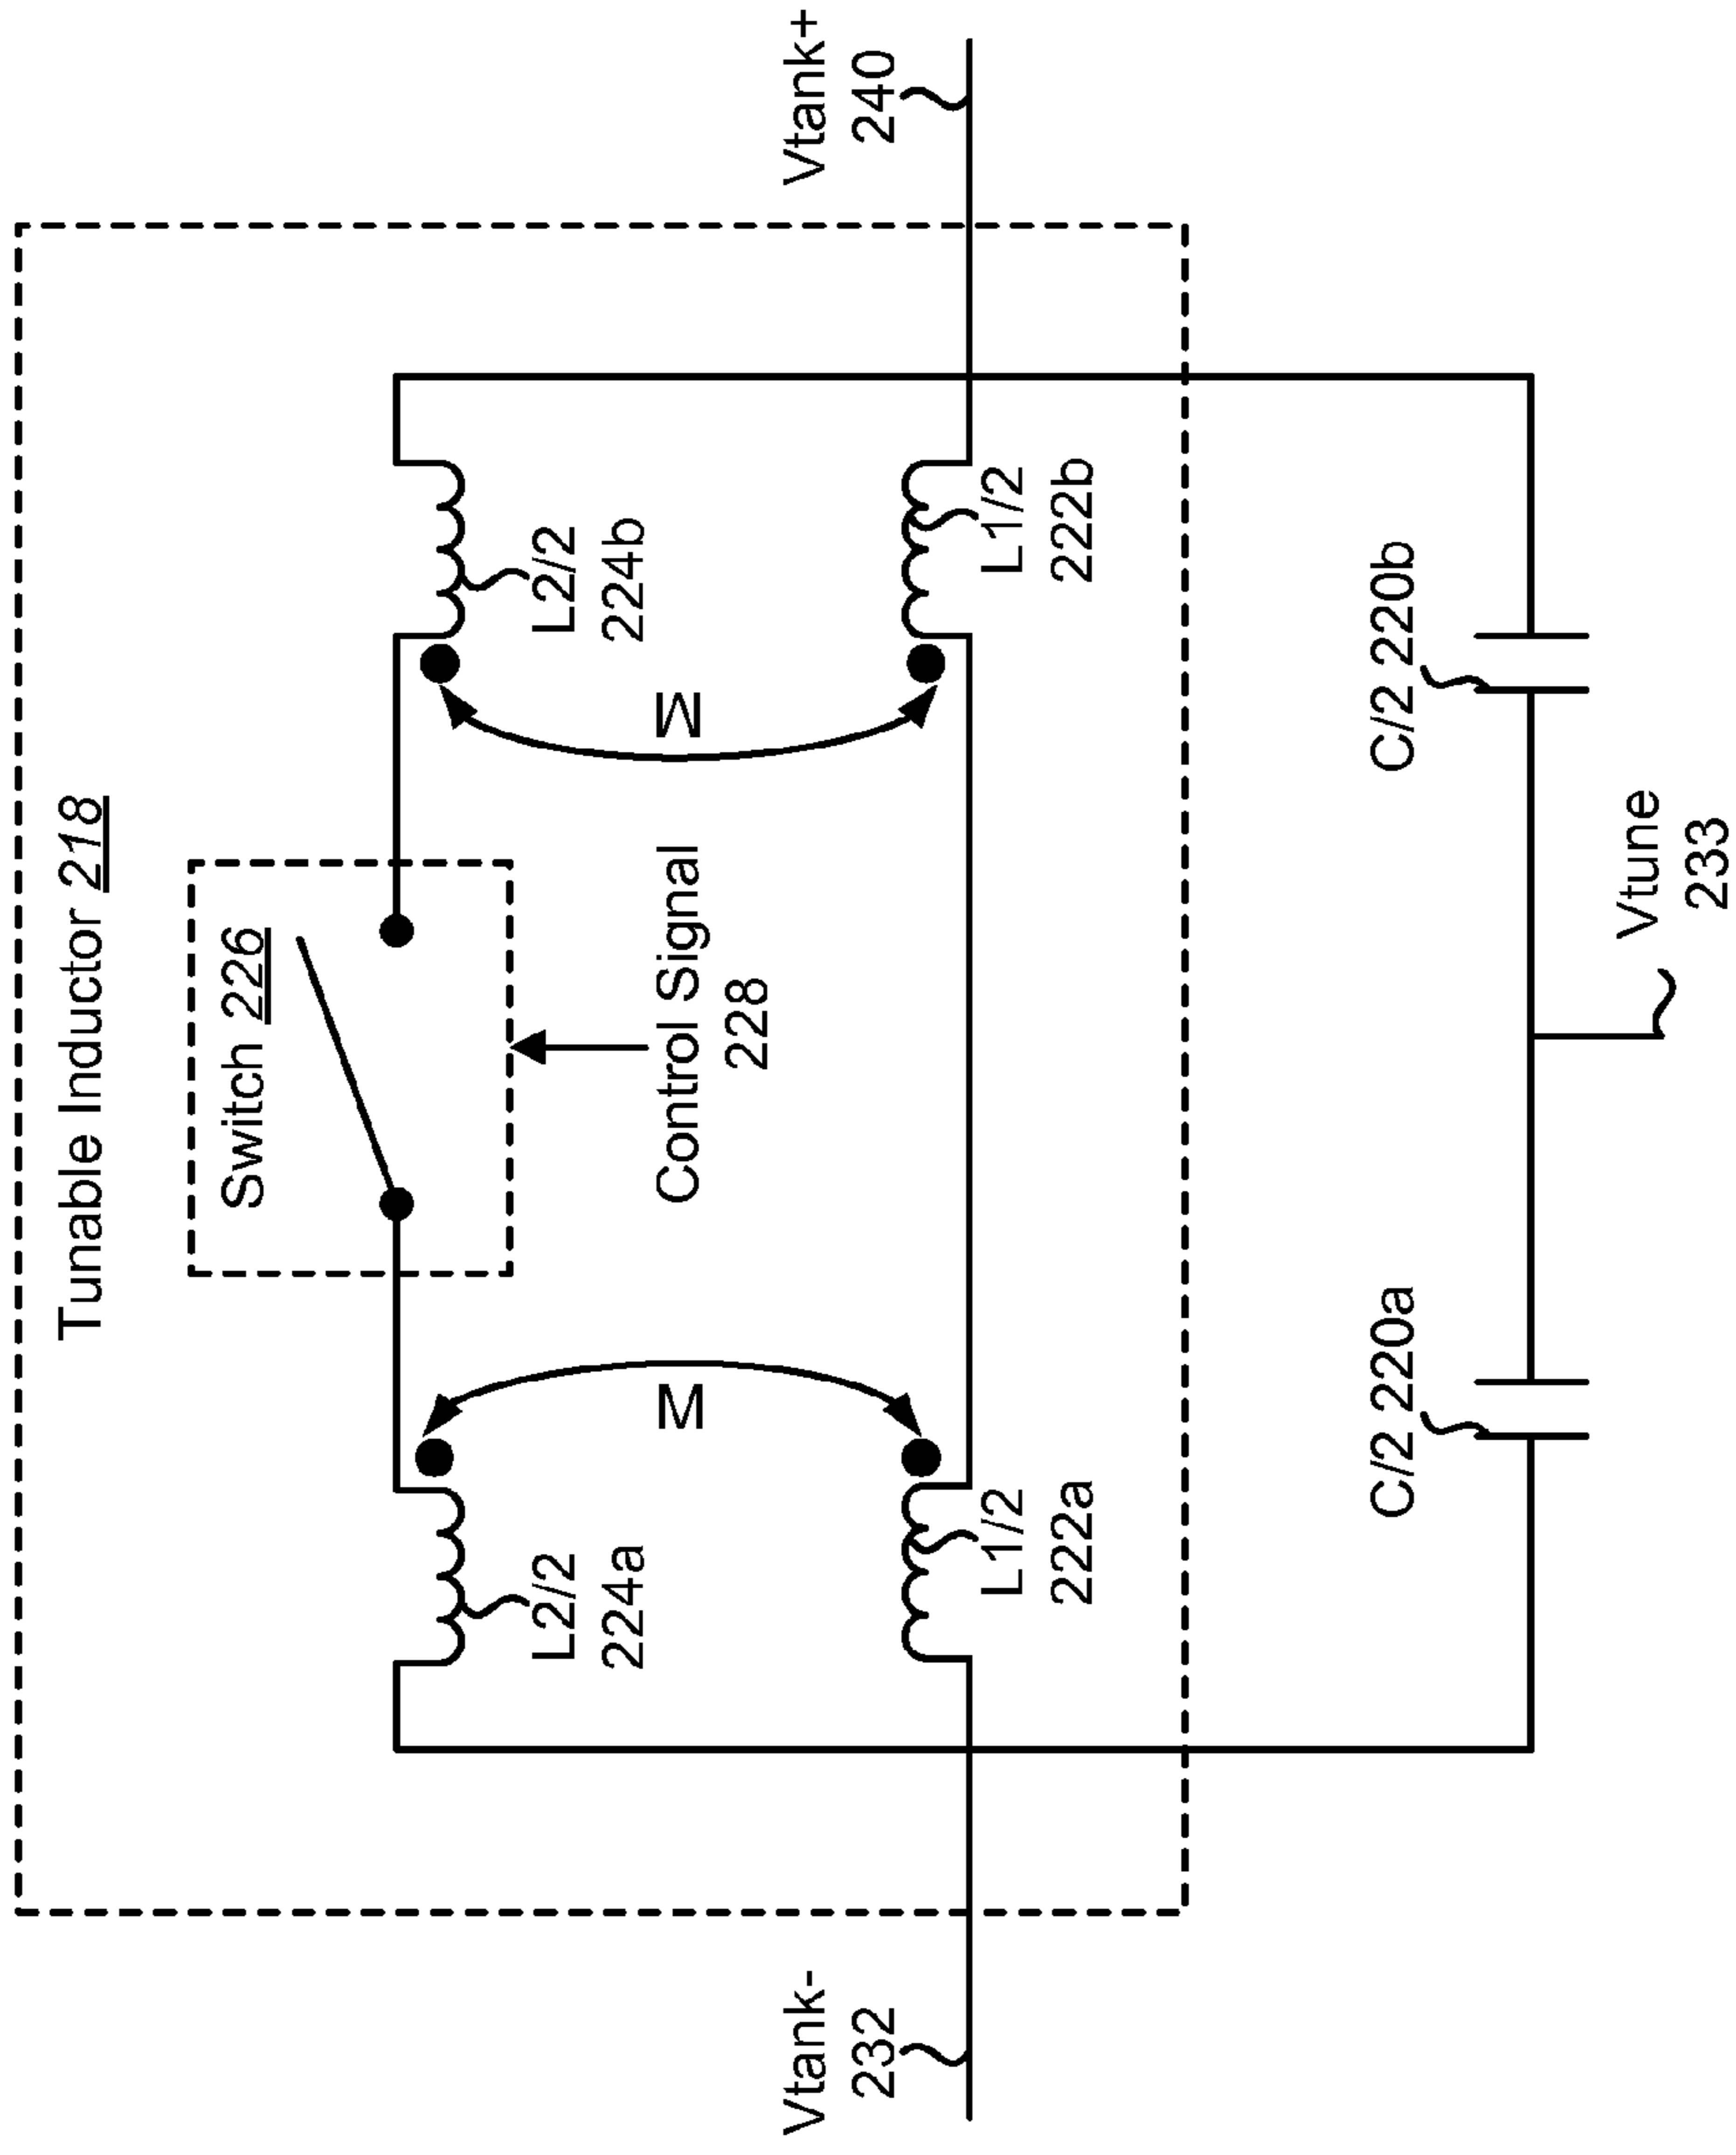 Tunable Inductor 218
Switch 226
Control Signal
228
L2/2
224a
L2/2
224b
M
M
Vtank-
232
Vtank+
240
L1/2
222a
L1/2
222b
C/2 220a
C/2 220b
Vtune
233